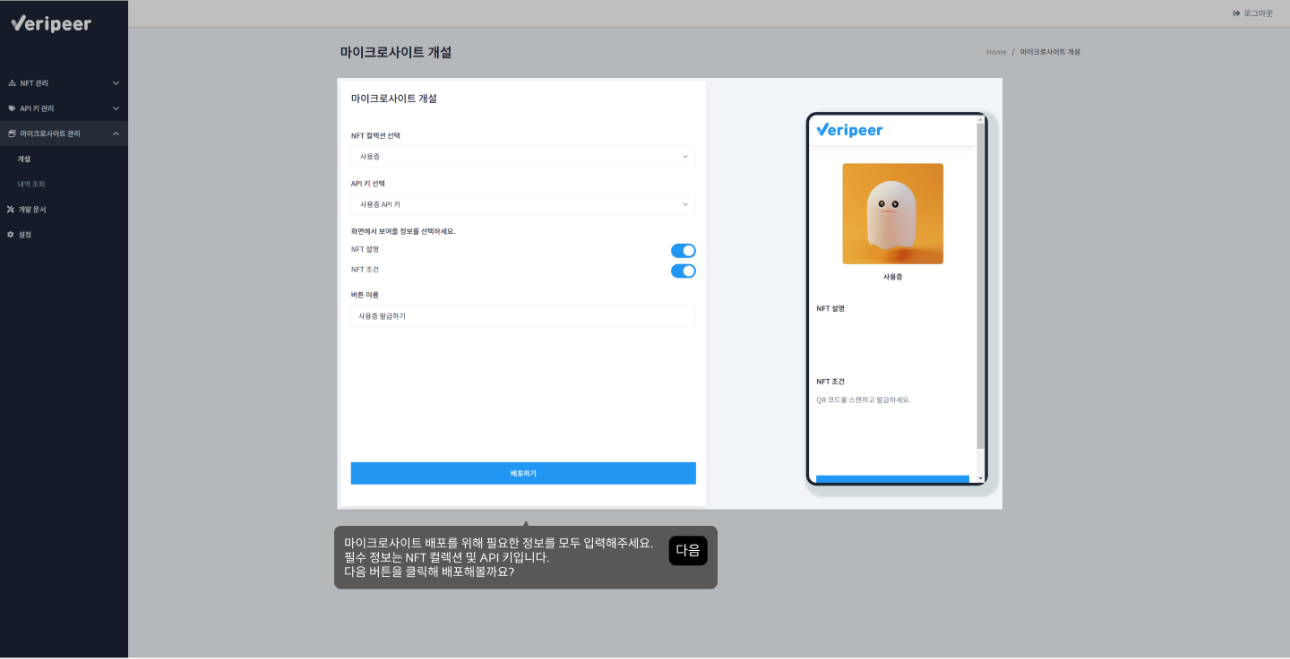 Veripeer
로그아웃
마이크로사이트 개설
Home / 마이크로사이트 개설
NFT 관리
API 키 관리
마이크로사이트 관리
개설
내역 조회
개발 문서
설정
마이크로사이트 개설
NFT 컬렉션 선택
사용증
API 키 선택
사용증 API 키
화면에서 보여줄 정보를 선택하세요.
NFT 설명
NFT 조건
버튼 이름
사용증 발급하기
배포하기
Veripeer
사용증
NFT 설명
NFT 조건
QR 코드를 스캔하고 발급하세요.
마이크로사이트 배포를 위해 필요한 정보를 모두 입력해주세요.
필수 정보는 NFT 컬렉션 및 API 키입니다.
다음 버튼을 클릭해 배포해볼까요?
다음